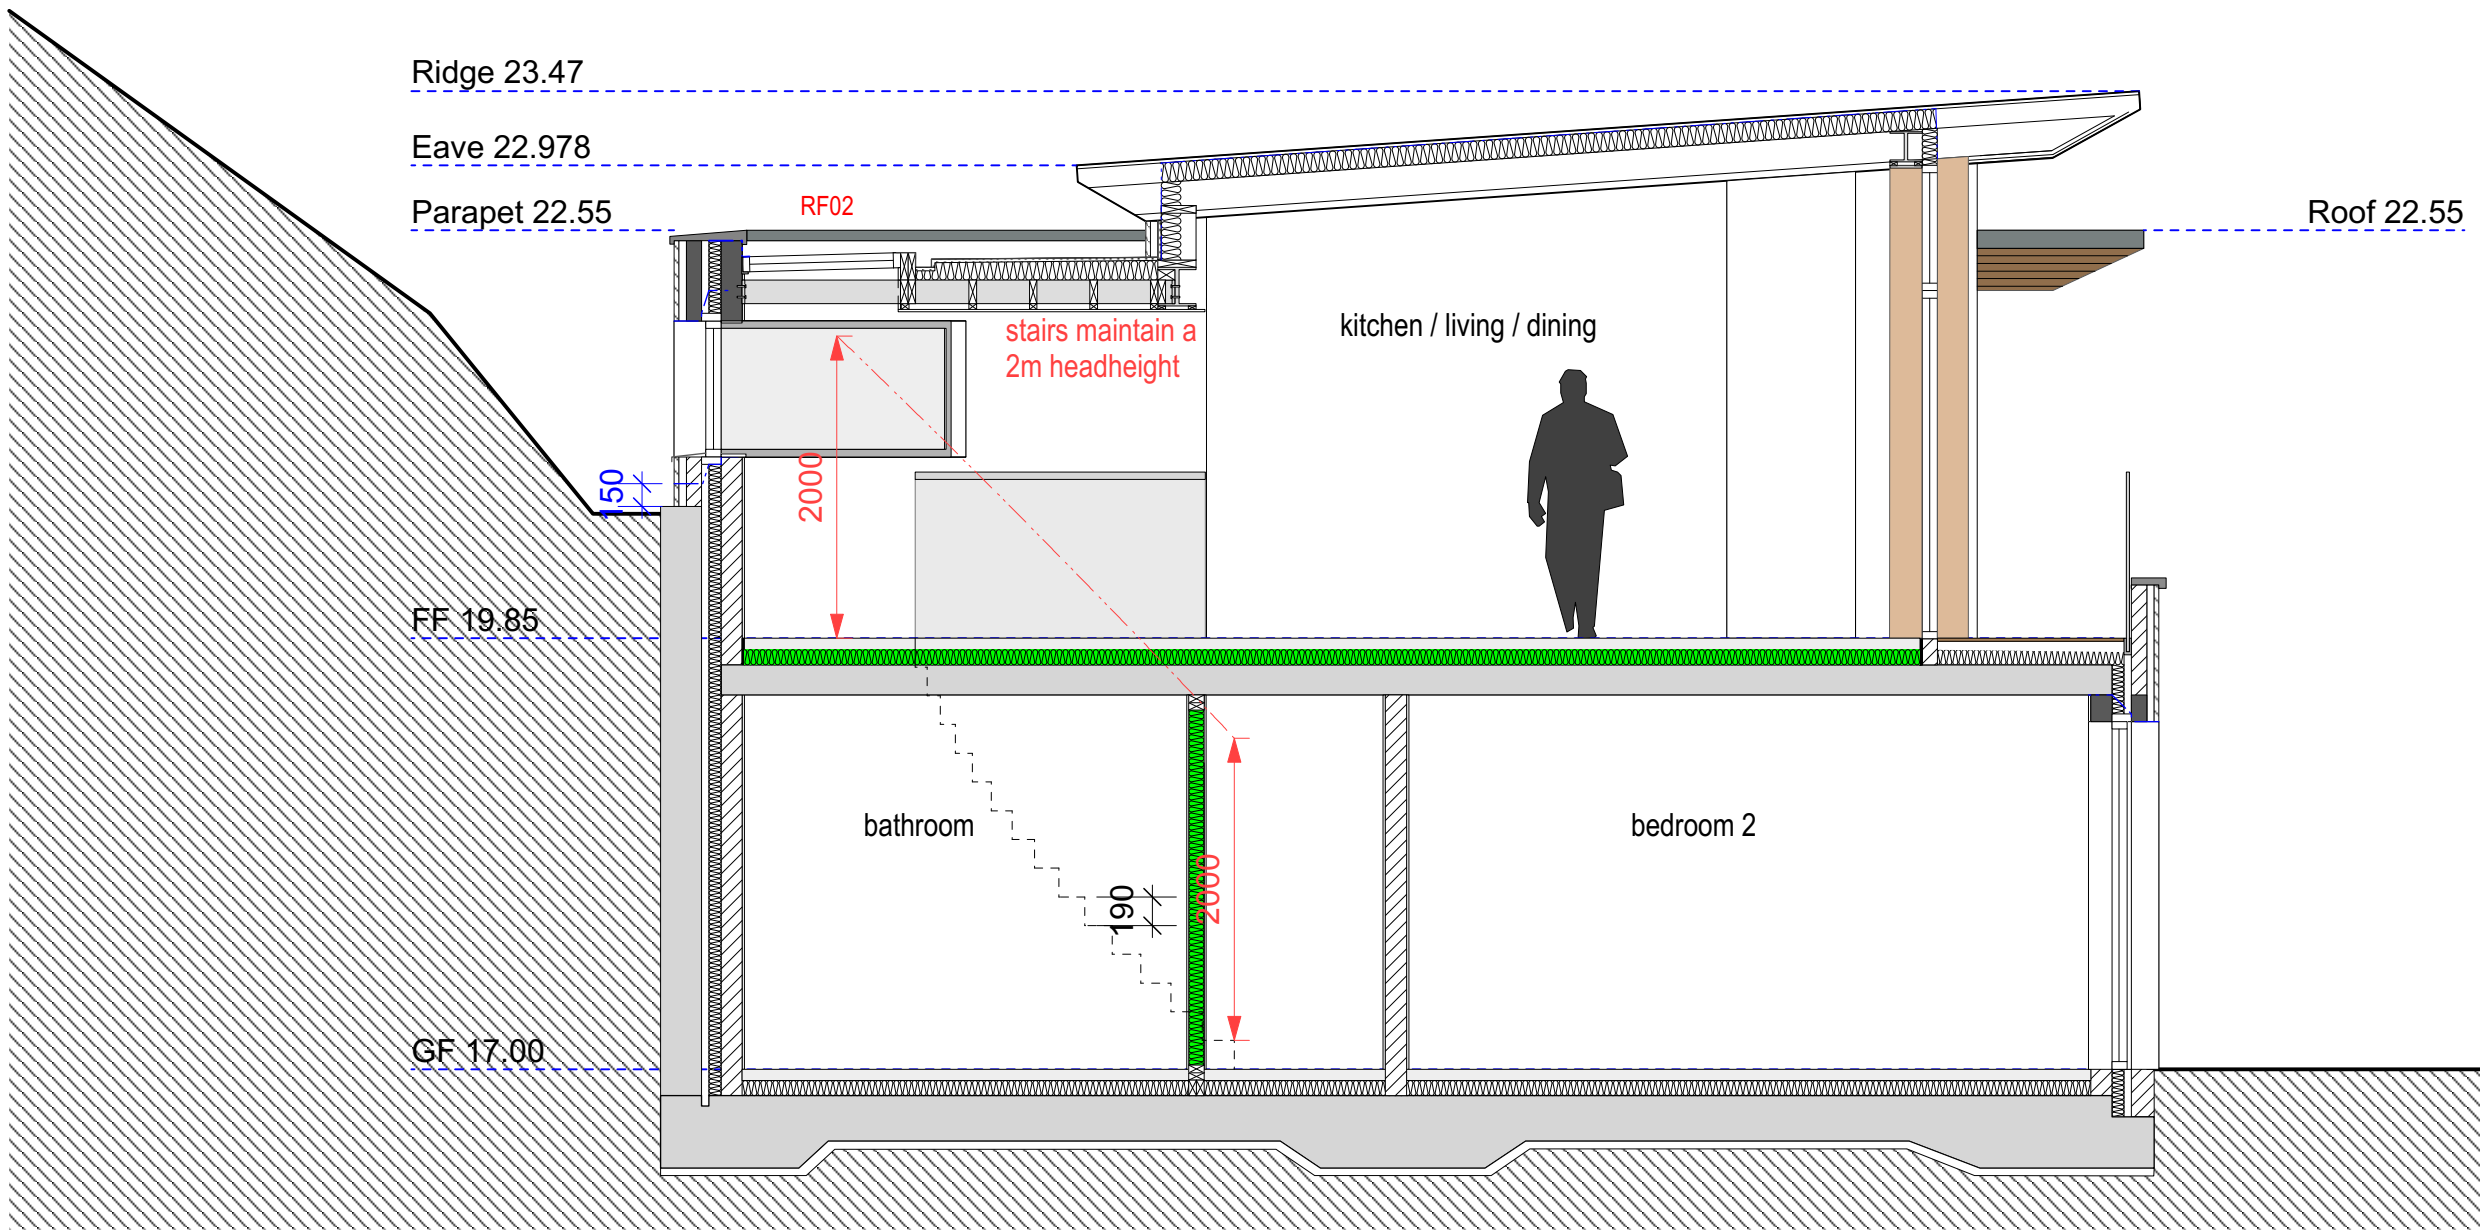 Ridge 23.47
Eave 22.978
Parapet 22.55
RF02
Roof 22.55
stairs maintain a
2m headheight
kitchen / living / dining
2000
150
FF 19.85
bathroom
bedroom 2
190
2000
GF 17.00